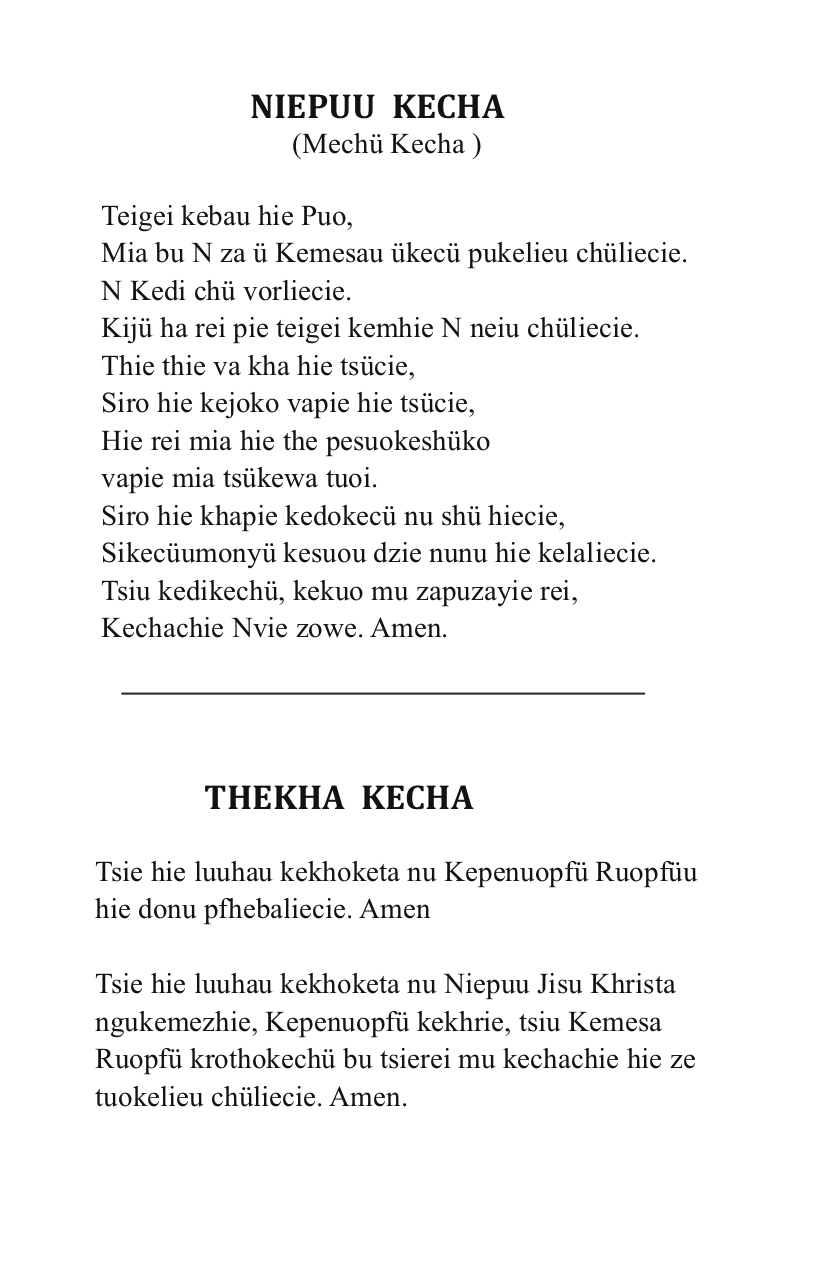 NIEPUU KECHA
(Mechü Kecha )
Teigei kebau hie Puo,
Mia bu N za ü Kemesau ükecü pukelieu chüliecie.
N Kedi chü vorliecie.
Kijü ha rei pie teigei kemhie N neiu chüliecie.
Thie thie va kha hie tsücie,
Siro hie kejoko vapie hie tsücie,
Hie rei mia hie the pesuokeshüko
vapie mia tsükewa tuoi.
Siro hie khapie kedokecü nu shü hiecie,
Sikecüumonyü kesuou dzie nunu hie kelaliecie.
Tsiu kedikechü, kekuo mu zapuzayie rei,
Kechachie Nvie zowe. Amen.
THEKHA KECHA
Tsie hie luuhau kekhoketa nu Kepenuopfü Ruopfüu
hie donu pfhebaliecie. Amen
Tsie hie luuhau kekhoketa nu Niepuu Jisu Khrista
ngukemezhie, Kepenuopfü kekhrie, tsiu Kemesa
Ruopfü krothokechü bu tsierei mu kechachie hie ze
tuokelieu chüliecie. Amen.